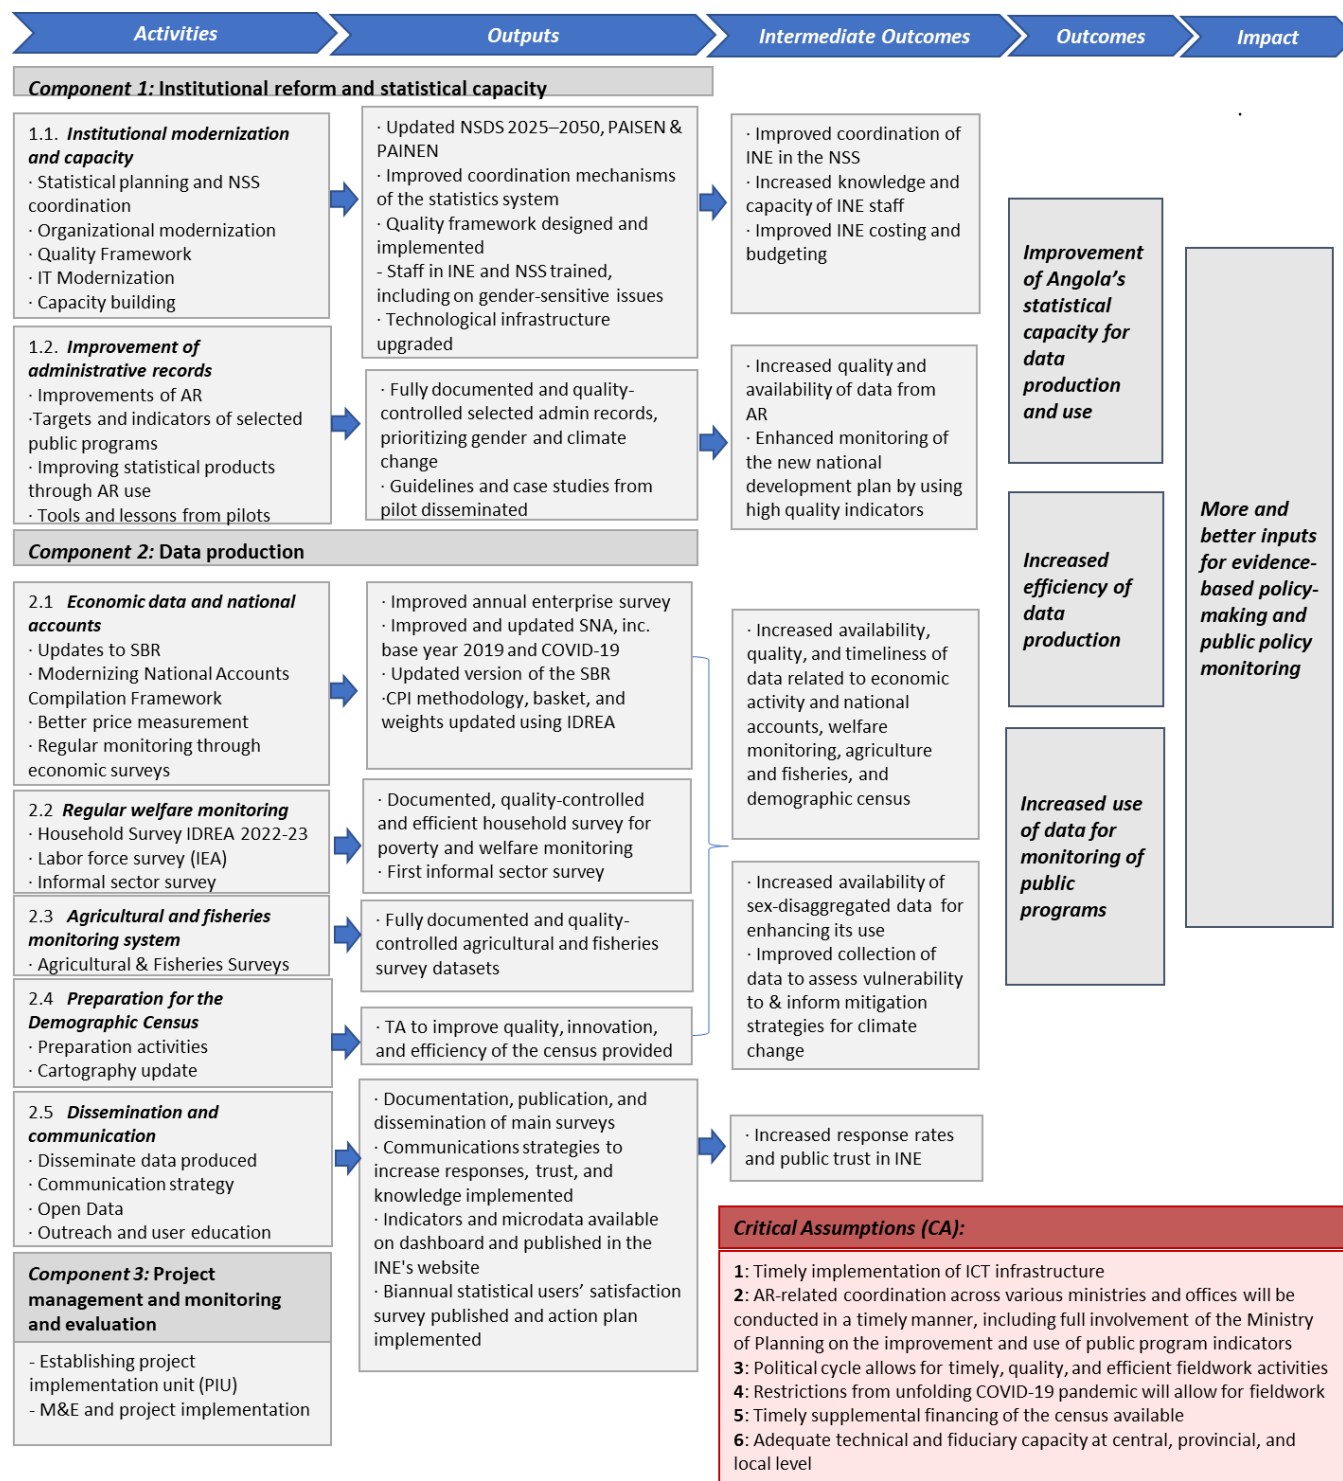 Activities
Outputs
Intermediate Outcomes
Outcomes
Impact
Component 1: Institutional reform and statistical capacity
1.1. Institutional modernization
and capacity
· Statistical planning and NSS
coordination
· Organizational modernization
· Quality Framework
· IT Modernization
· Capacity building
· Updated NSDS 2025–2050, PAISEN &
PAINEN
· Improved coordination mechanisms
of the statistics system
· Quality framework designed and
implemented
- Staff in INE and NSS trained,
including on gender-sensitive issues
· Technological infrastructure
upgraded
· Improved coordination of
INE in the NSS
· Increased knowledge and
capacity of INE staff
· Improved INE costing and
budgeting
1.2. Improvement of
administrative records
· Improvements of AR
·Targets and indicators of selected
public programs
· Improving statistical products
through AR use
· Tools and lessons from pilots
· Fully documented and quality-
controlled selected admin records,
prioritizing gender and climate
change
· Guidelines and case studies from
pilot disseminated
· Increased quality and
availability of data from
AR
· Enhanced monitoring of
the new national
development plan by using
high quality indicators
Component 2: Data production
2.1 Economic data and national
accounts
· Updates to SBR
· Modernizing National Accounts
Compilation Framework
· Better price measurement
· Regular monitoring through
economic surveys
· Improved annual enterprise survey
· Improved and updated SNA, inc.
base year 2019 and COVID-19
· Updated version of the SBR
·CPI methodology, basket, and
weights updated using IDREA
2.2 Regular welfare monitoring
· Household Survey IDREA 2022-23
· Labor force survey (IEA)
· Informal sector survey
· Documented, quality-controlled
and efficient household survey for
poverty and welfare monitoring
· First informal sector survey
2.3 Agricultural and fisheries
monitoring system
· Agricultural & Fisheries Surveys
· Fully documented and quality-
controlled agricultural and fisheries
survey datasets
2.4 Preparation for the
Demographic Census
· Preparation activities
· Cartography update
· TA to improve quality, innovation,
and efficiency of the census provided
· Increased availability,
quality, and timeliness of
data related to economic
activity and national
accounts, welfare
monitoring, agriculture
and fisheries, and
demographic census
· Increased availability of
sex-disaggregated data for
enhancing its use
· Improved collection of
data to assess vulnerability
to & inform mitigation
strategies for climate
change
2.5 Dissemination and
communication
· Disseminate data produced
· Communication strategy
· Open Data
· Outreach and user education
· Documentation, publication, and
dissemination of main surveys
· Communications strategies to
increase responses, trust, and
knowledge implemented
· Indicators and microdata available
on dashboard and published in the
INE's website
· Biannual statistical users’ satisfaction
survey published and action plan
implemented
· Increased response rates
and public trust in INE
Component 3: Project
management and monitoring
and evaluation
- Establishing project
implementation unit (PIU)
- M&E and project implementation
Improvement
of Angola’s
statistical
capacity for
data
production
and use
Increased
efficiency of
data
production
Increased use
of data for
monitoring of
public
programs
More and
better inputs
for evidence-
based policy-
making and
public policy
monitoring
Critical Assumptions (CA):
1: Timely implementation of ICT infrastructure
2: AR-related coordination across various ministries and offices will be
conducted in a timely manner, including full involvement of the Ministry
of Planning on the improvement and use of public program indicators
3: Political cycle allows for timely, quality, and efficient fieldwork activities
4: Restrictions from unfolding COVID-19 pandemic will allow for fieldwork
5: Timely supplemental financing of the census available
6: Adequate technical and fiduciary capacity at central, provincial, and
local level